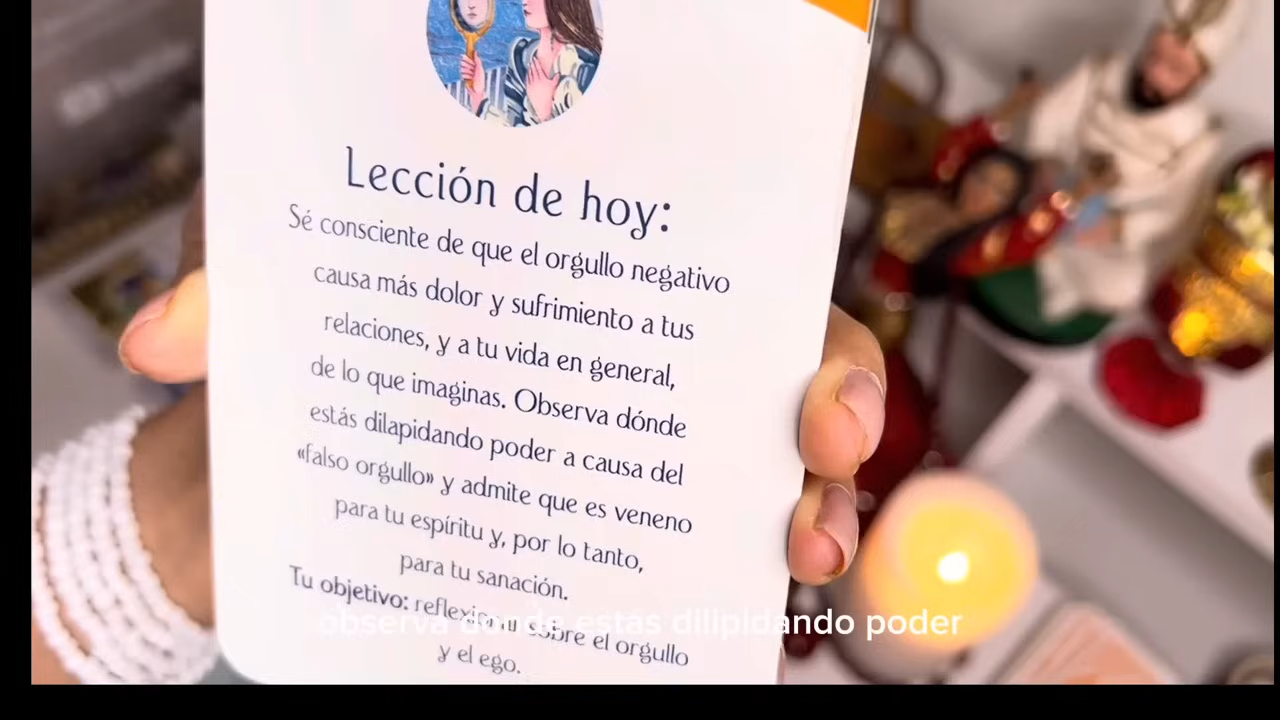 Lección de hoy:
Sé consciente de que el orgullo negativo
causa más dolor y sufrimiento a tus
relaciones, y a tu vida en general,
de lo que imaginas. Observa dónde
estás dilapidando poder a causa del
«falso orgullo» y admite que es veneno
para tu espíritu y, por lo tanto,
para tu sanación.
Tu objetivo: reflexionar sobre el orgullo
y el ego.
observa donde estás dilipidando poder